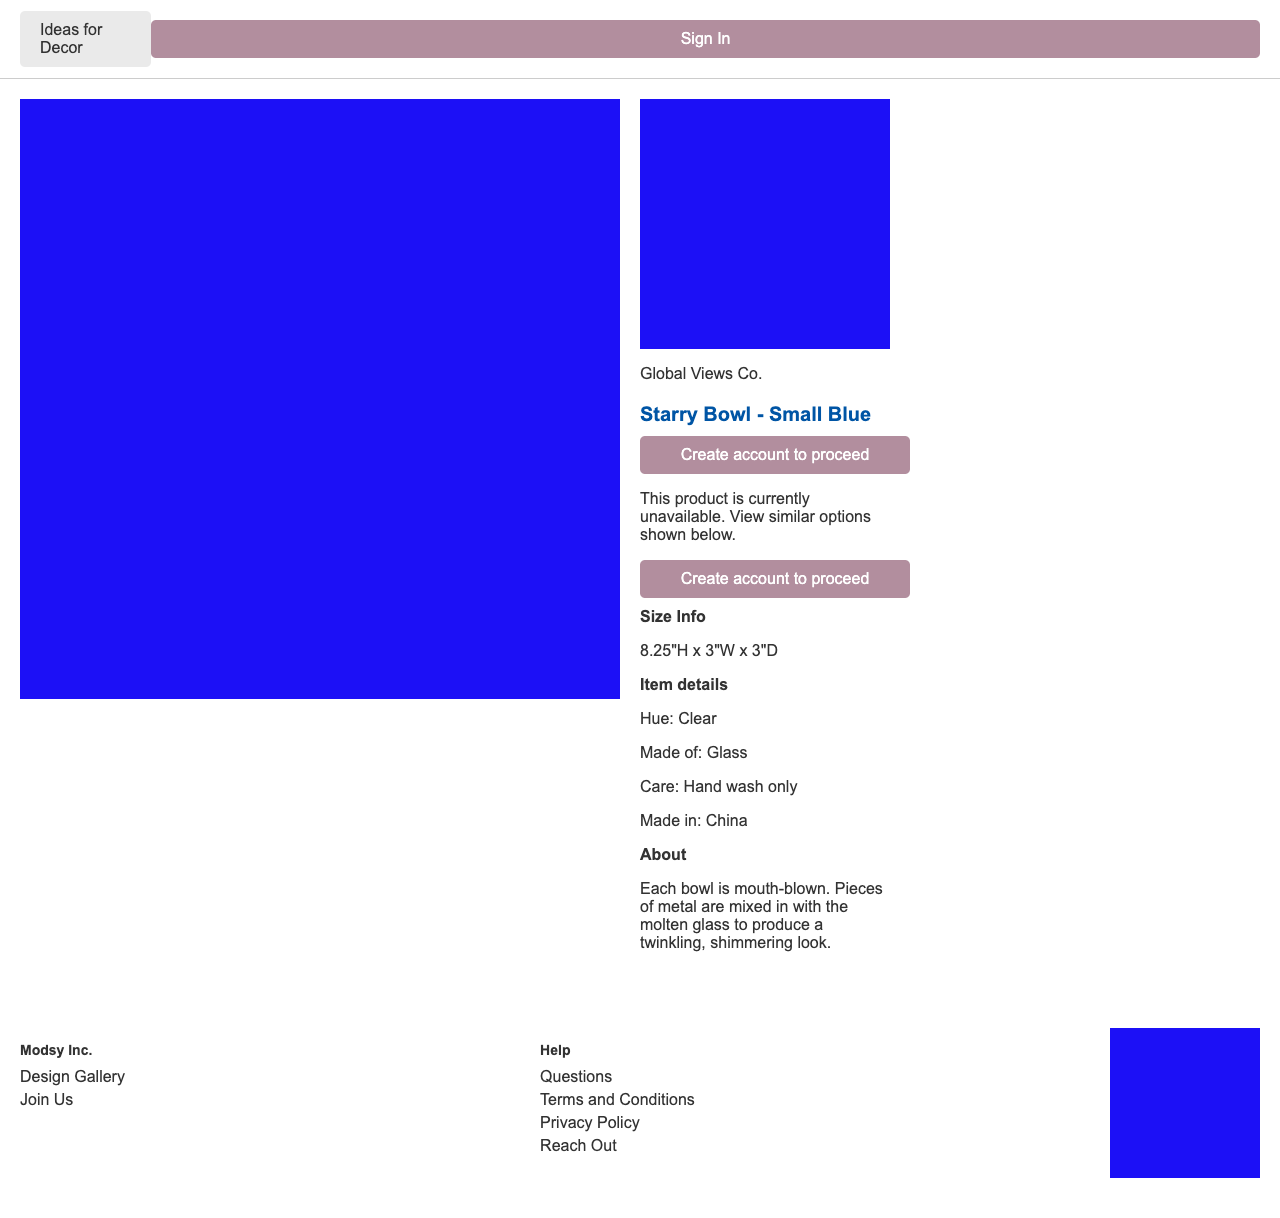 Ideas for
Decor
Sign In
Global Views Co.
Starry Bowl - Small Blue
Create account to proceed
This product is currently
unavailable. View similar options
shown below.
Create account to proceed
Size Info
8.25"H x 3"W x 3"D
Item details
Hue: Clear
Made of: Glass
Care: Hand wash only
Made in: China
About
Each bowl is mouth-blown. Pieces
of metal are mixed in with the
molten glass to produce a
twinkling, shimmering look.
Modsy Inc.
Design Gallery
Join Us
Help
Questions
Terms and Conditions
Privacy Policy
Reach Out